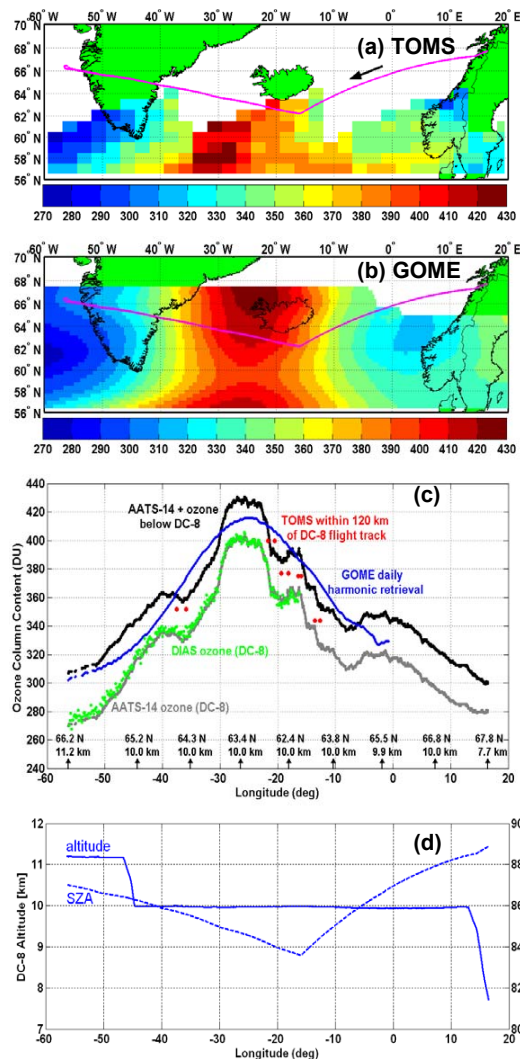 -60° W -50° -40° -30° -20° -10° 0° 10° 20° E
(a) TOMS
70° N
68° N
66° N
64° N
62° N
60° N
58° N
56° N
270 280 290 300 310 320 330 340 350 360 370 380 390 400 410 420 430
-60° W -50° -40° -30° -20° -10° 0° 10° 20° E
(b) GOME
70° N
68° N
66° N
64° N
62° N
60° N
58° N
56° N
270 280 290 300 310 320 330 340 350 360 370 380 390 400 410 420 430
(c)
440
420
400
380
360
340
320
300
280
260
240
Ozone Column Content (DU)
AATS-14 + ozone
below DC-8
TOMS within 120 km
of DC-8 flight track
GOME daily
harmonic retrieval
DIAS ozone (DC-8)
AATS-14 ozone (DC-8)
66.2 N 65.2 N 64.3 N 63.4 N 62.4 N 63.8 N 65.5 N 66.8 N 67.8 N
11.2 km 10.0 km 10.0 km 10.0 km 10.0 km 10.0 km 9.9 km 10.0 km 7.7 km
-60 -50 -40 -30 -20 -10 0 10 20
Longitude (deg)
(d)
12
11
10
9
8
7
DC-8 Altitude [km]
altitude
SZA
90
88
86
84
82
80
-60 -50 -40 -30 -20 -10 0 10 20
Longitude (deg)